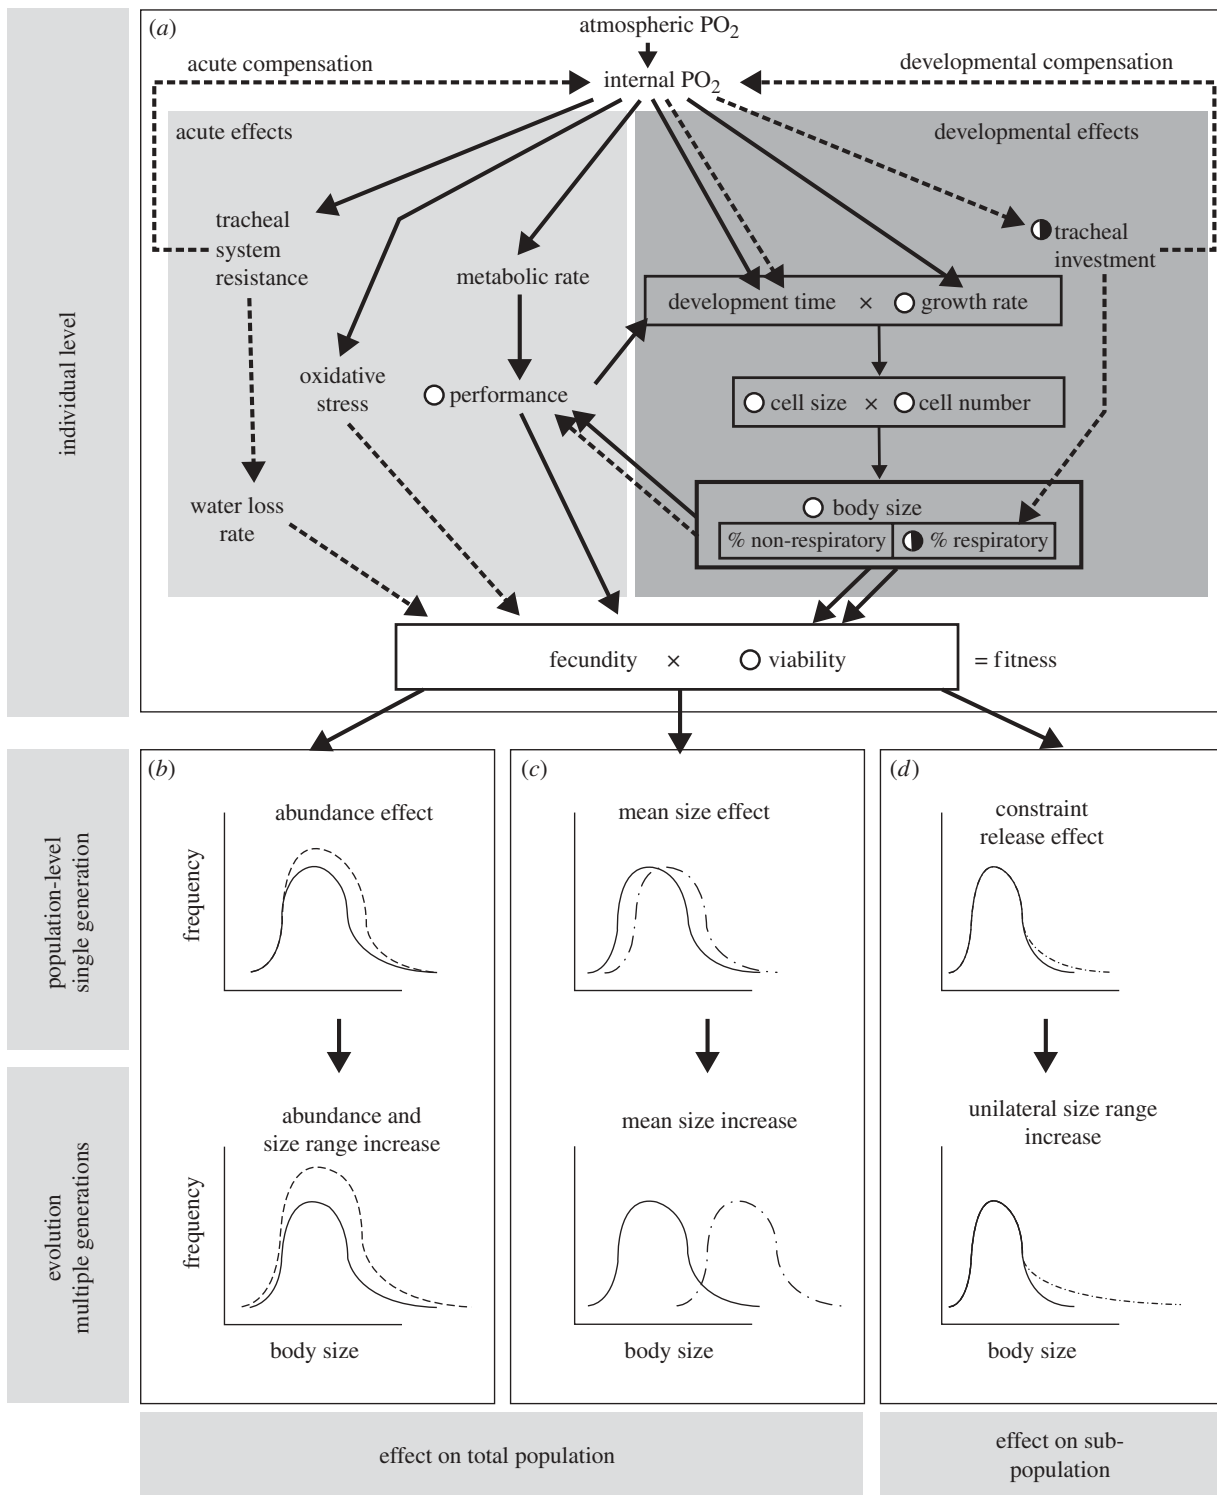 (a)
atmospheric PO2
acute compensation
internal PO2
developmental compensation
acute effects
developmental effects
tracheal
system
resistance
metabolic rate
tracheal
investment
development time × growth rate
oxidative
stress
performance
cell size × cell number
water loss
rate
body size
% non-respiratory
% respiratory
fecundity × viability = fitness
individual level
(b)
abundance effect
frequency
(c)
mean size effect
(d)
constraint
release effect
population-level
single generation
abundance and
size range increase
frequency
body size
mean size increase
body size
unilateral size range
increase
body size
evolution
multiple generations
effect on total population
effect on sub-
population